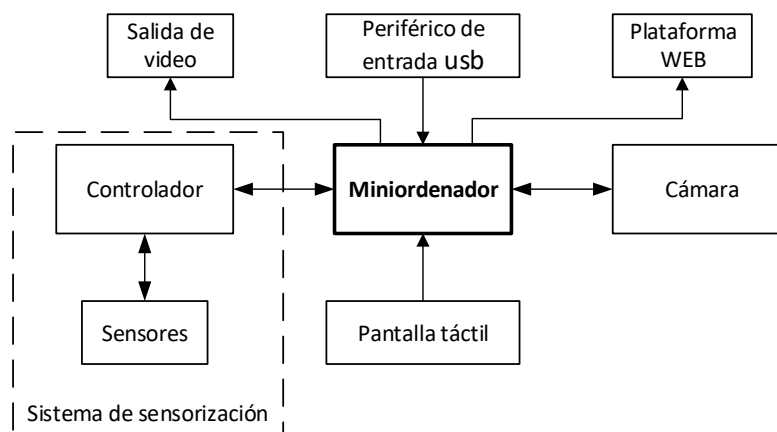 Salida de
video
Periférico de
entrada usb
Plataforma
WEB
Controlador
Miniordenador
Cámara
Sensores
Pantalla táctil
Sistema de sensorización